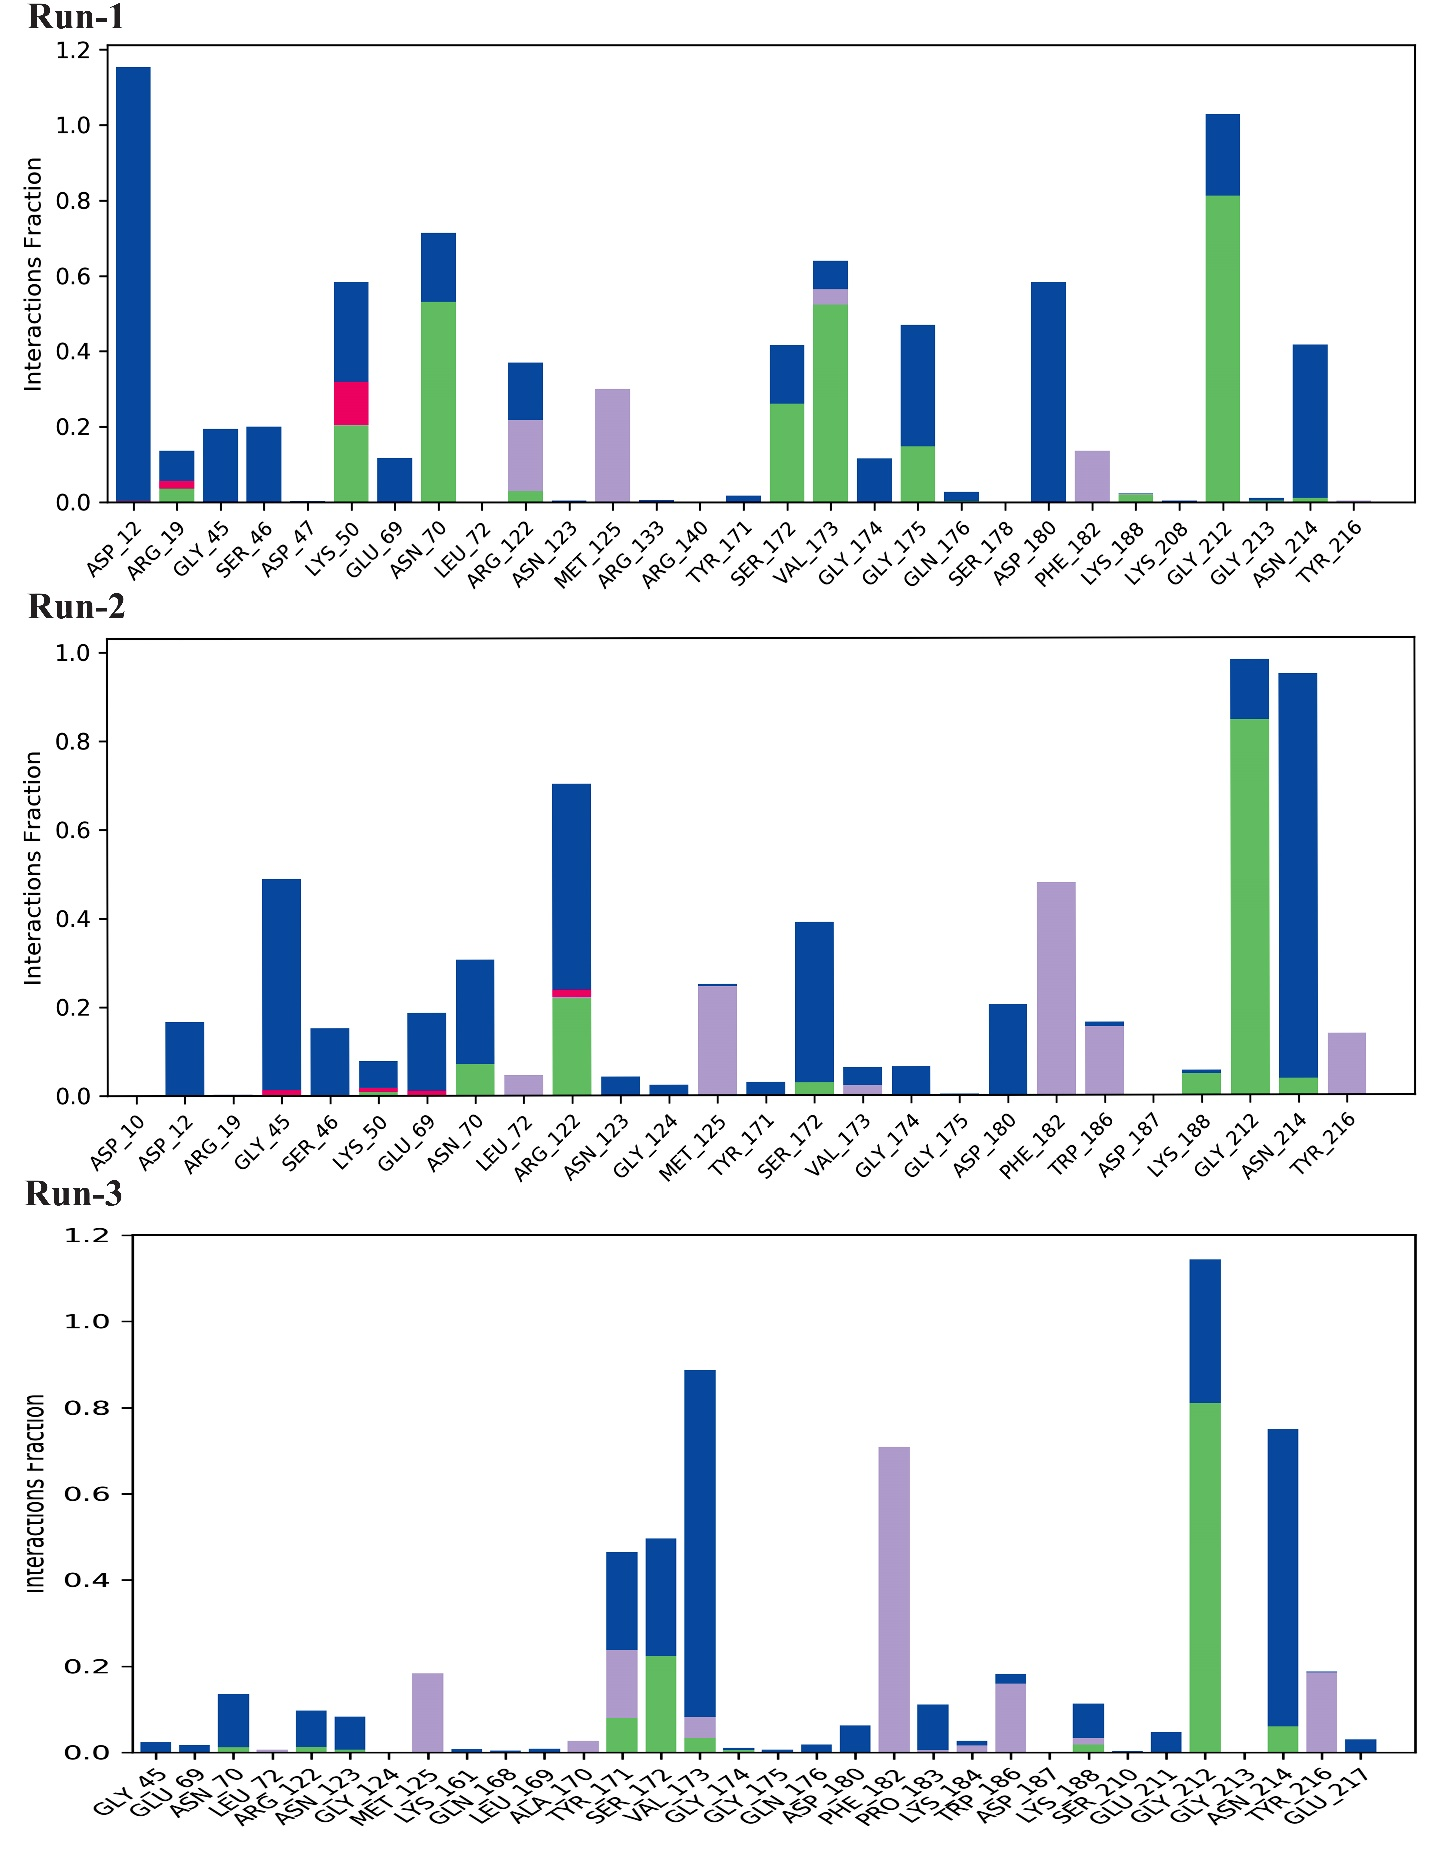 Run-1
Interactions Fraction
1.2
1.0
0.8
0.6
0.4
0.2
0.0
ASP_12 ARG_19 GLY_45 SER_46 ASP_47 LYS_50 GLU_69 ASN_70 LEU_72 ARG_122 ASN_123 MET_125 ARG_133 ARG_140 TYR_171 SER_172 VAL_173 GLY_174 GLY_175 GLN_176 SER_178 ASP_180 PHE_182 LYS_188 LYS_208 GLY_212 GLY_213 ASN_214 TYR_216
Run-2
Interactions Fraction
1.0
0.8
0.6
0.4
0.2
0.0
ASP_10 ASP_12 ARG_19 GLY_45 SER_46 LYS_50 GLU_69 ASN_70 LEU_72 ARG_122 ASN_123 GLY_124 MET_125 TYR_171 SER_172 VAL_173 GLY_174 GLY_175 ASP_180 PHE_182 TRP_186 ASP_187 LYS_188 GLY_212 ASN_214 TYR_216
Run-3
Interactions Fraction
1.2
1.0
0.8
0.6
0.4
0.2
0.0
GLY_45 GLU_69 ASN_70 LEU_72 ARG_122 ASN_123 GLY_124 MET_125 LYS_161 GLN_168 LEU_169 ALA_170 TYR_171 SER_172 VAL_173 GLY_174 GLY_175 GLN_176 ASP_180 PHE_182 PRO_183 LYS_184 TRP_186 ASP_187 LYS_188 SER_210 GLU_211 GLY_212 GLY_213 ASN_214 TYR_216 GLU_217